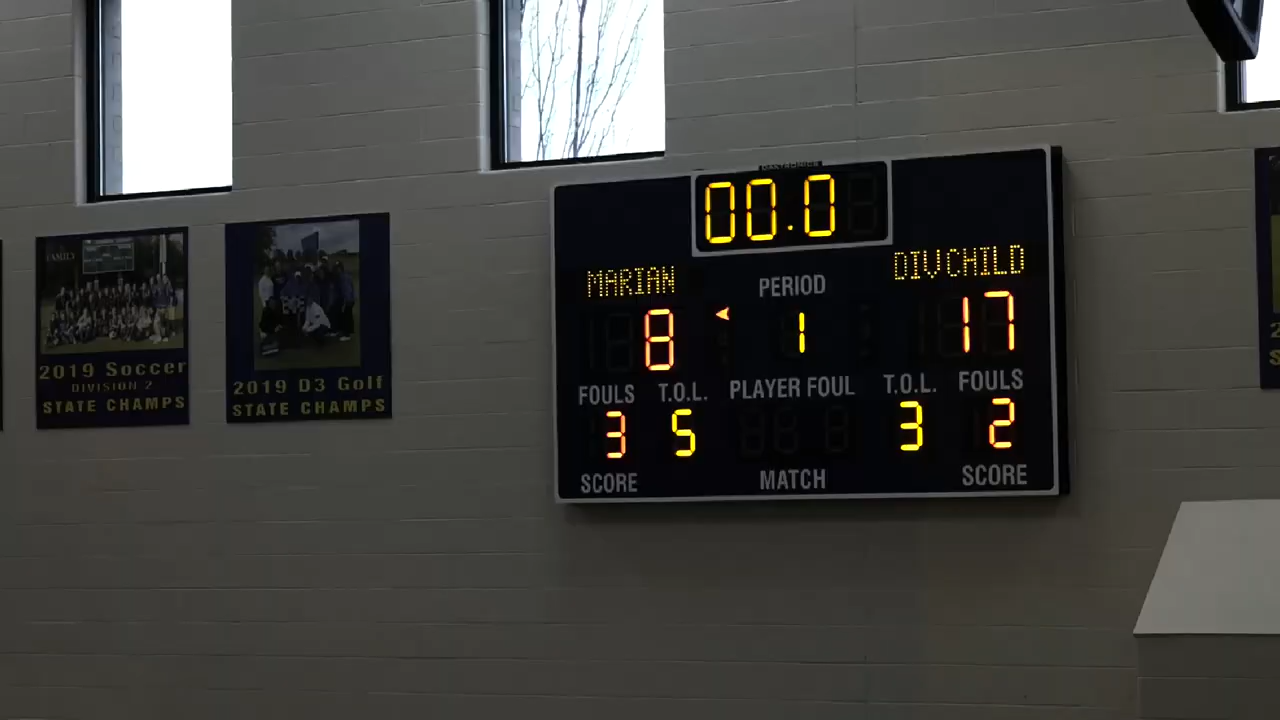 DAKTRONICS
00.0
MARIAN
DIVCHILD
PERIOD
8
1
17
FOULS T.O.L. PLAYER FOUL T.O.L. FOULS
3 5 3 2
SCORE MATCH SCORE
2019 Soccer
DIVISION 2
STATE CHAMPS
2019 D3 Golf
STATE CHAMPS